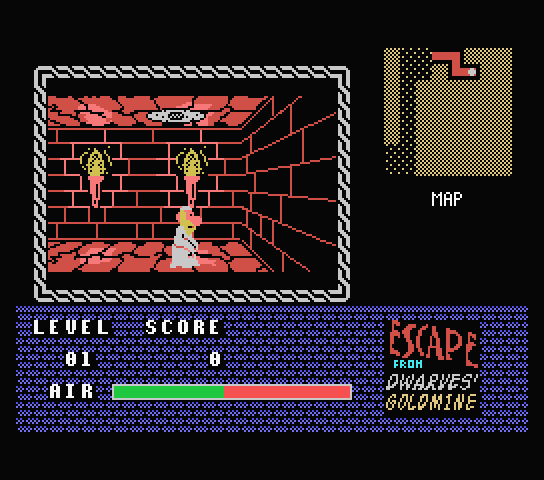 MAP
LEVEL SCORE
01 0
AIR
ESCAPE
FROM
DWARVES'
GOLDMINE